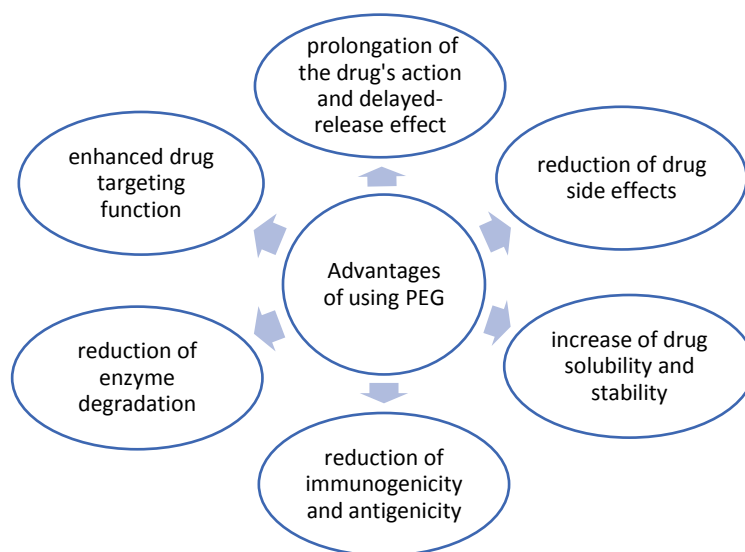 prolongation of
the drug's action
and delayed-
release effect
enhanced drug
targeting
function
reduction of drug
side effects
Advantages
of using PEG
reduction of
enzyme
degradation
increase of drug
solubility and
stability
reduction of
immunogenicity
and antigenicity